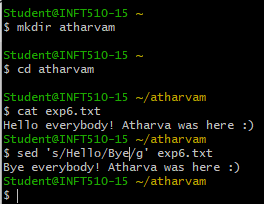 Student@INFT510-15 ~
$ mkdir atharvam
Student@INFT510-15 ~
$ cd atharvam
Student@INFT510-15 ~/atharvam
$ cat exp6.txt
Hello everybody! Atharva was here :)
Student@INFT510-15 ~/atharvam
$ sed 's/Hello/Bye/g' exp6.txt
Bye everybody! Atharva was here :)
Student@INFT510-15 ~/atharvam
$